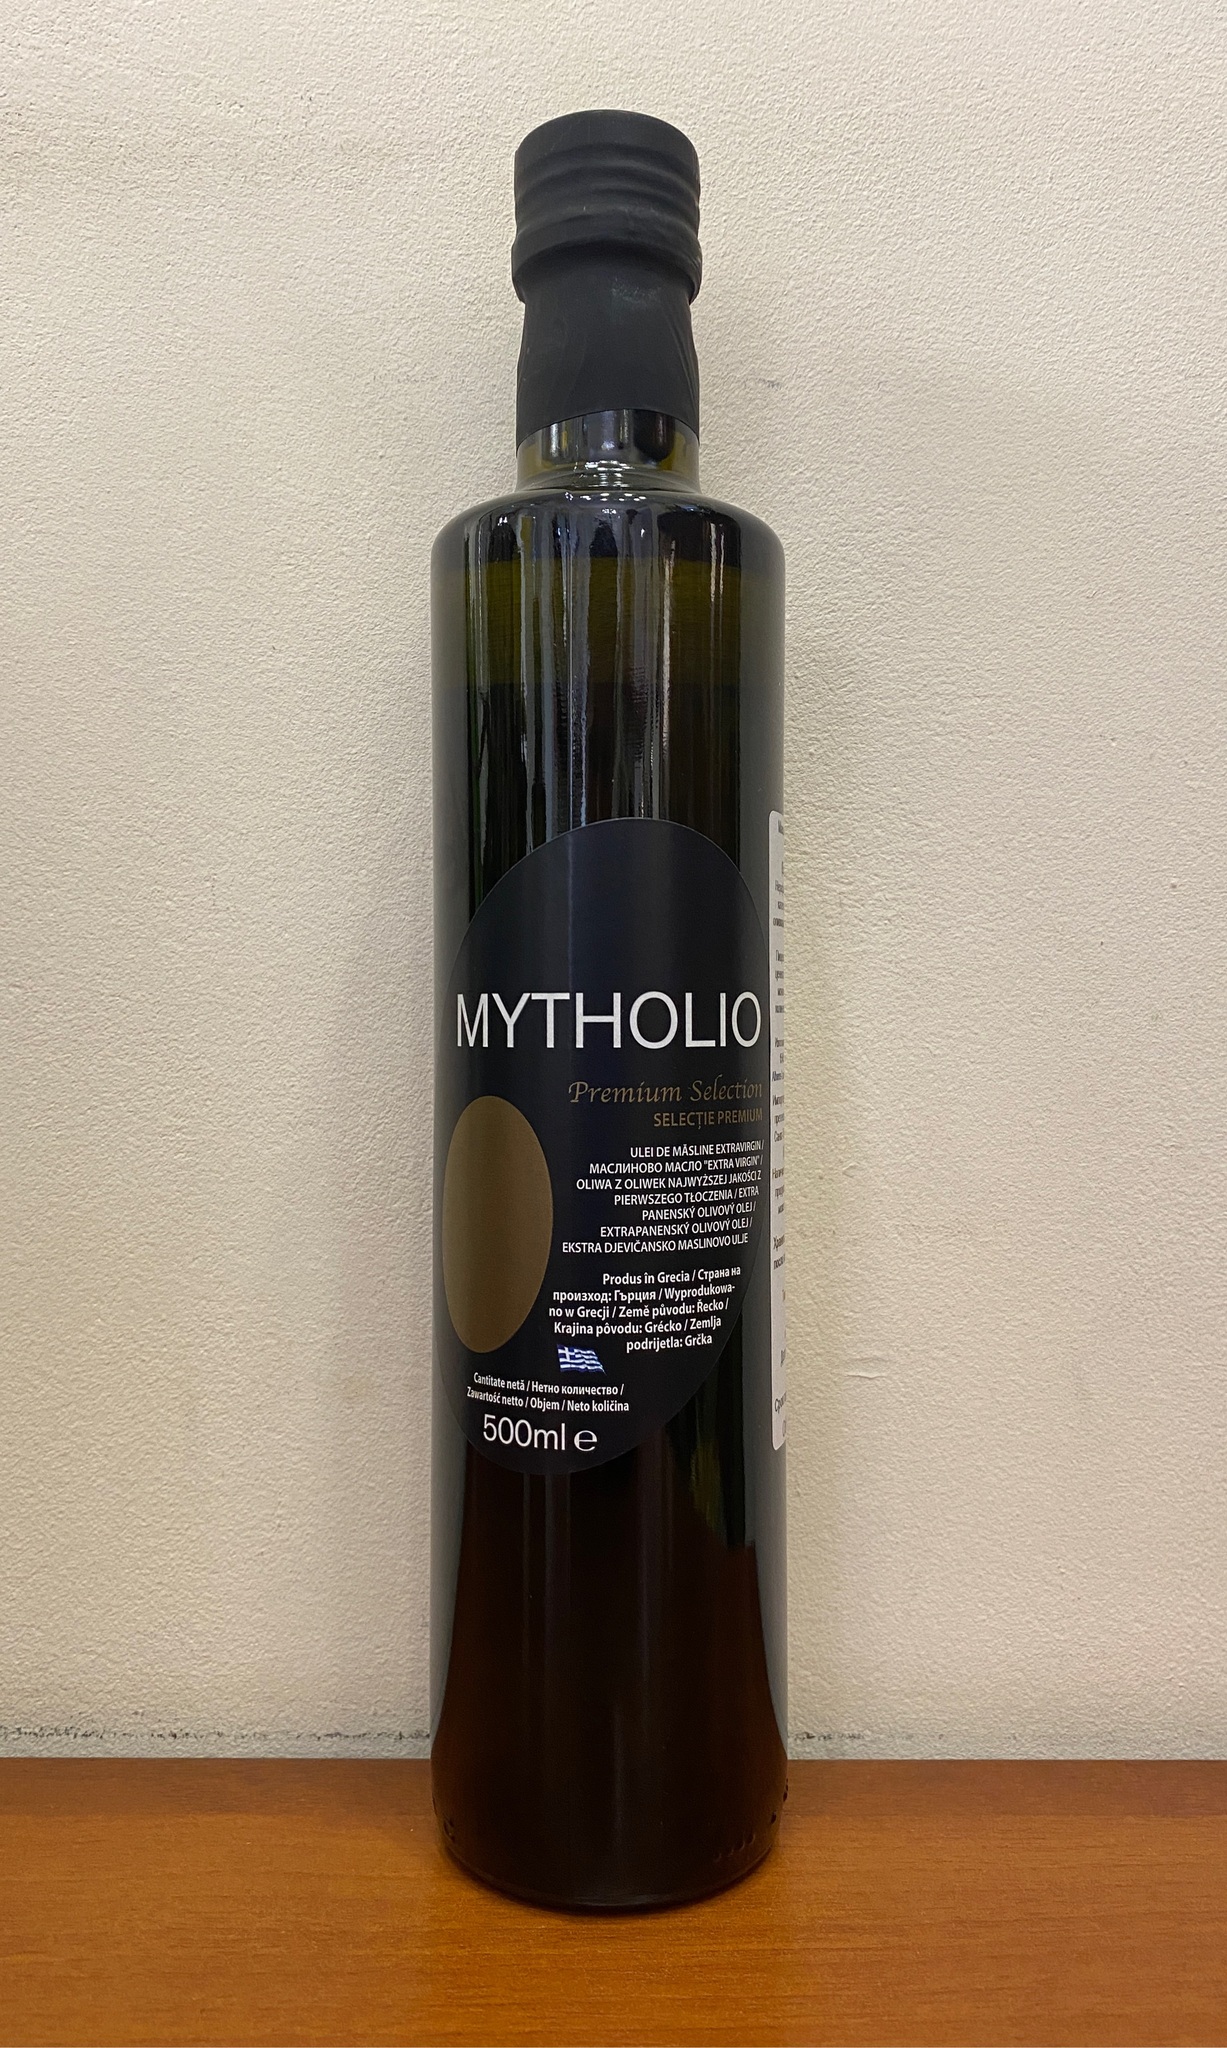 MYTHOLIO
Premium Selection
SELECȚIE PREMIUM
ULEI DE MĂSLINE EXTRAVIRGIN /
МАСЛИНОВО МАСЛО "EXTRA VIRGIN" /
OLIWA Z OLIWEK NAJWYŻSZEJ JAKOŚCI Z
PIERWSZEGO TŁOCZENIA / EXTRA
PANENSKÝ OLIVOVÝ OLEJ /
EXTRAPANENSKÝ OLIVOVÝ OLEJ /
EKSTRA DJEVIČANSKO MASLINOVO ULJE
Produs în Grecia / Страна на
произход: Гърция / Wyprodukowa-
no w Grecji / Země původu: Řecko /
Krajina pôvodu: Grécko / Zemlja
podrijetla: Grčka
Cantitate netă / Нетно количество /
Zawartość netto / Objem / Neto količina
500ml ℮